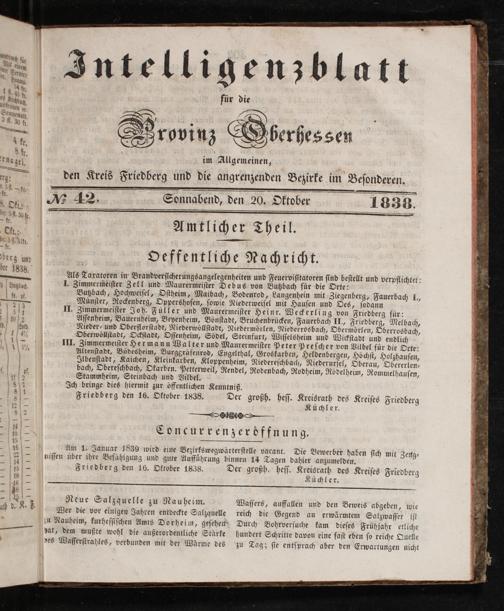 Intelligenzblatt
für die
Provinz Oberhessen
im Allgemeinen,
den Kreis Friedberg und die angrenzenden Bezirke im Besonderen.
№ 42. Sonnabend, den 20. Oktober 1838.
Amtlicher Theil.
Oeffentliche Nachricht.
Als Taxatoren in Brandversicherungsangelegenheiten und Feuervisitatoren sind bestellt und verpflichtet:
I. Zimmermeister Zell und Maurermeister Debus von Butzbach für die Orte:
Butzbach, Hochweisel, Ostheim, Maibach, Bodenrod, Langenhein mit Ziegenberg, Fauerbach I.,
Münster, Rockenberg, Oppershofen, sowie Niederweisel mit Hausen und Oes, sodann
II. Zimmermeister Joh. Füller und Maurermeister Heinr. Weckerling von Friedberg für:
Assenheim, Bauernheim, Beyenheim, Bönstadt, Bruchenbrücken, Fauerbach II., Friedberg, Melbach,
Nieder- und Oberflorstadt, Niederwöllstadt, Niedermörlen, Niederrosbach, Obermörlen, Oberrosbach,
Oberwöllstadt, Ockstadt, Ossenheim, Södel, Steinfurt, Wisselsheim und Wickstadt und endlich
III. Zimmermeister Hermann Walter und Maurermeister Peter Prescher von Vilbel für die Orte:
Altenstadt, Büdesheim, Burggräfenrod, Engelthal, Groskarben, Heldenbergen, Höchst, Holzhausen,
Ilbenstadt, Kaichen, Kleinkarben, Kloppenheim, Niedereschbach, Niederursel, Oberau, Obererlen-
bach, Obereschbach, Okarben, Petterweil, Rendel, Rodenbach, Rodheim, Rödelheim, Rommelhausen,
Stammheim, Steinbach und Vilbel.
Ich bringe dies hiermit zur öffentlichen Kenntniß.
Friedberg den 16. Oktober 1838. Der großh. hess. Kreisrath des Kreises Friedberg
Küchler.
Concurrenzeröffnung.
Am 1. Januar 1839 wird eine Bezirkswegwärterstelle vacant. Die Bewerber haben sich mit Zeug-
nissen über ihre Befähigung und gute Aufführung binnen 14 Tagen dahier anzumelden.
Friedberg den 16. Oktober 1838. Der großh. hess. Kreisrath des Kreises Friedberg
Küchler.
Neue Salzquelle zu Nauheim.
Wer die vor einigen Jahren entdeckte Salzquelle
zu Nauheim, kurhessischen Amts Dorheim, gesehen
hat, dem mußte wohl die außerordentliche Stärke
des Wasserstrahles, verbunden mit der Wärme des
Wassers, auffallen und den Beweis abgeben, wie
reich die Gegend an erwärmtem Salzwasser ist
Durch Bohrversuche kam dieses Frühjahr etliche
hundert Schritte davon eine fast eben so reiche Quelle
zu Tag; sie entsprach aber den Erwartungen nicht